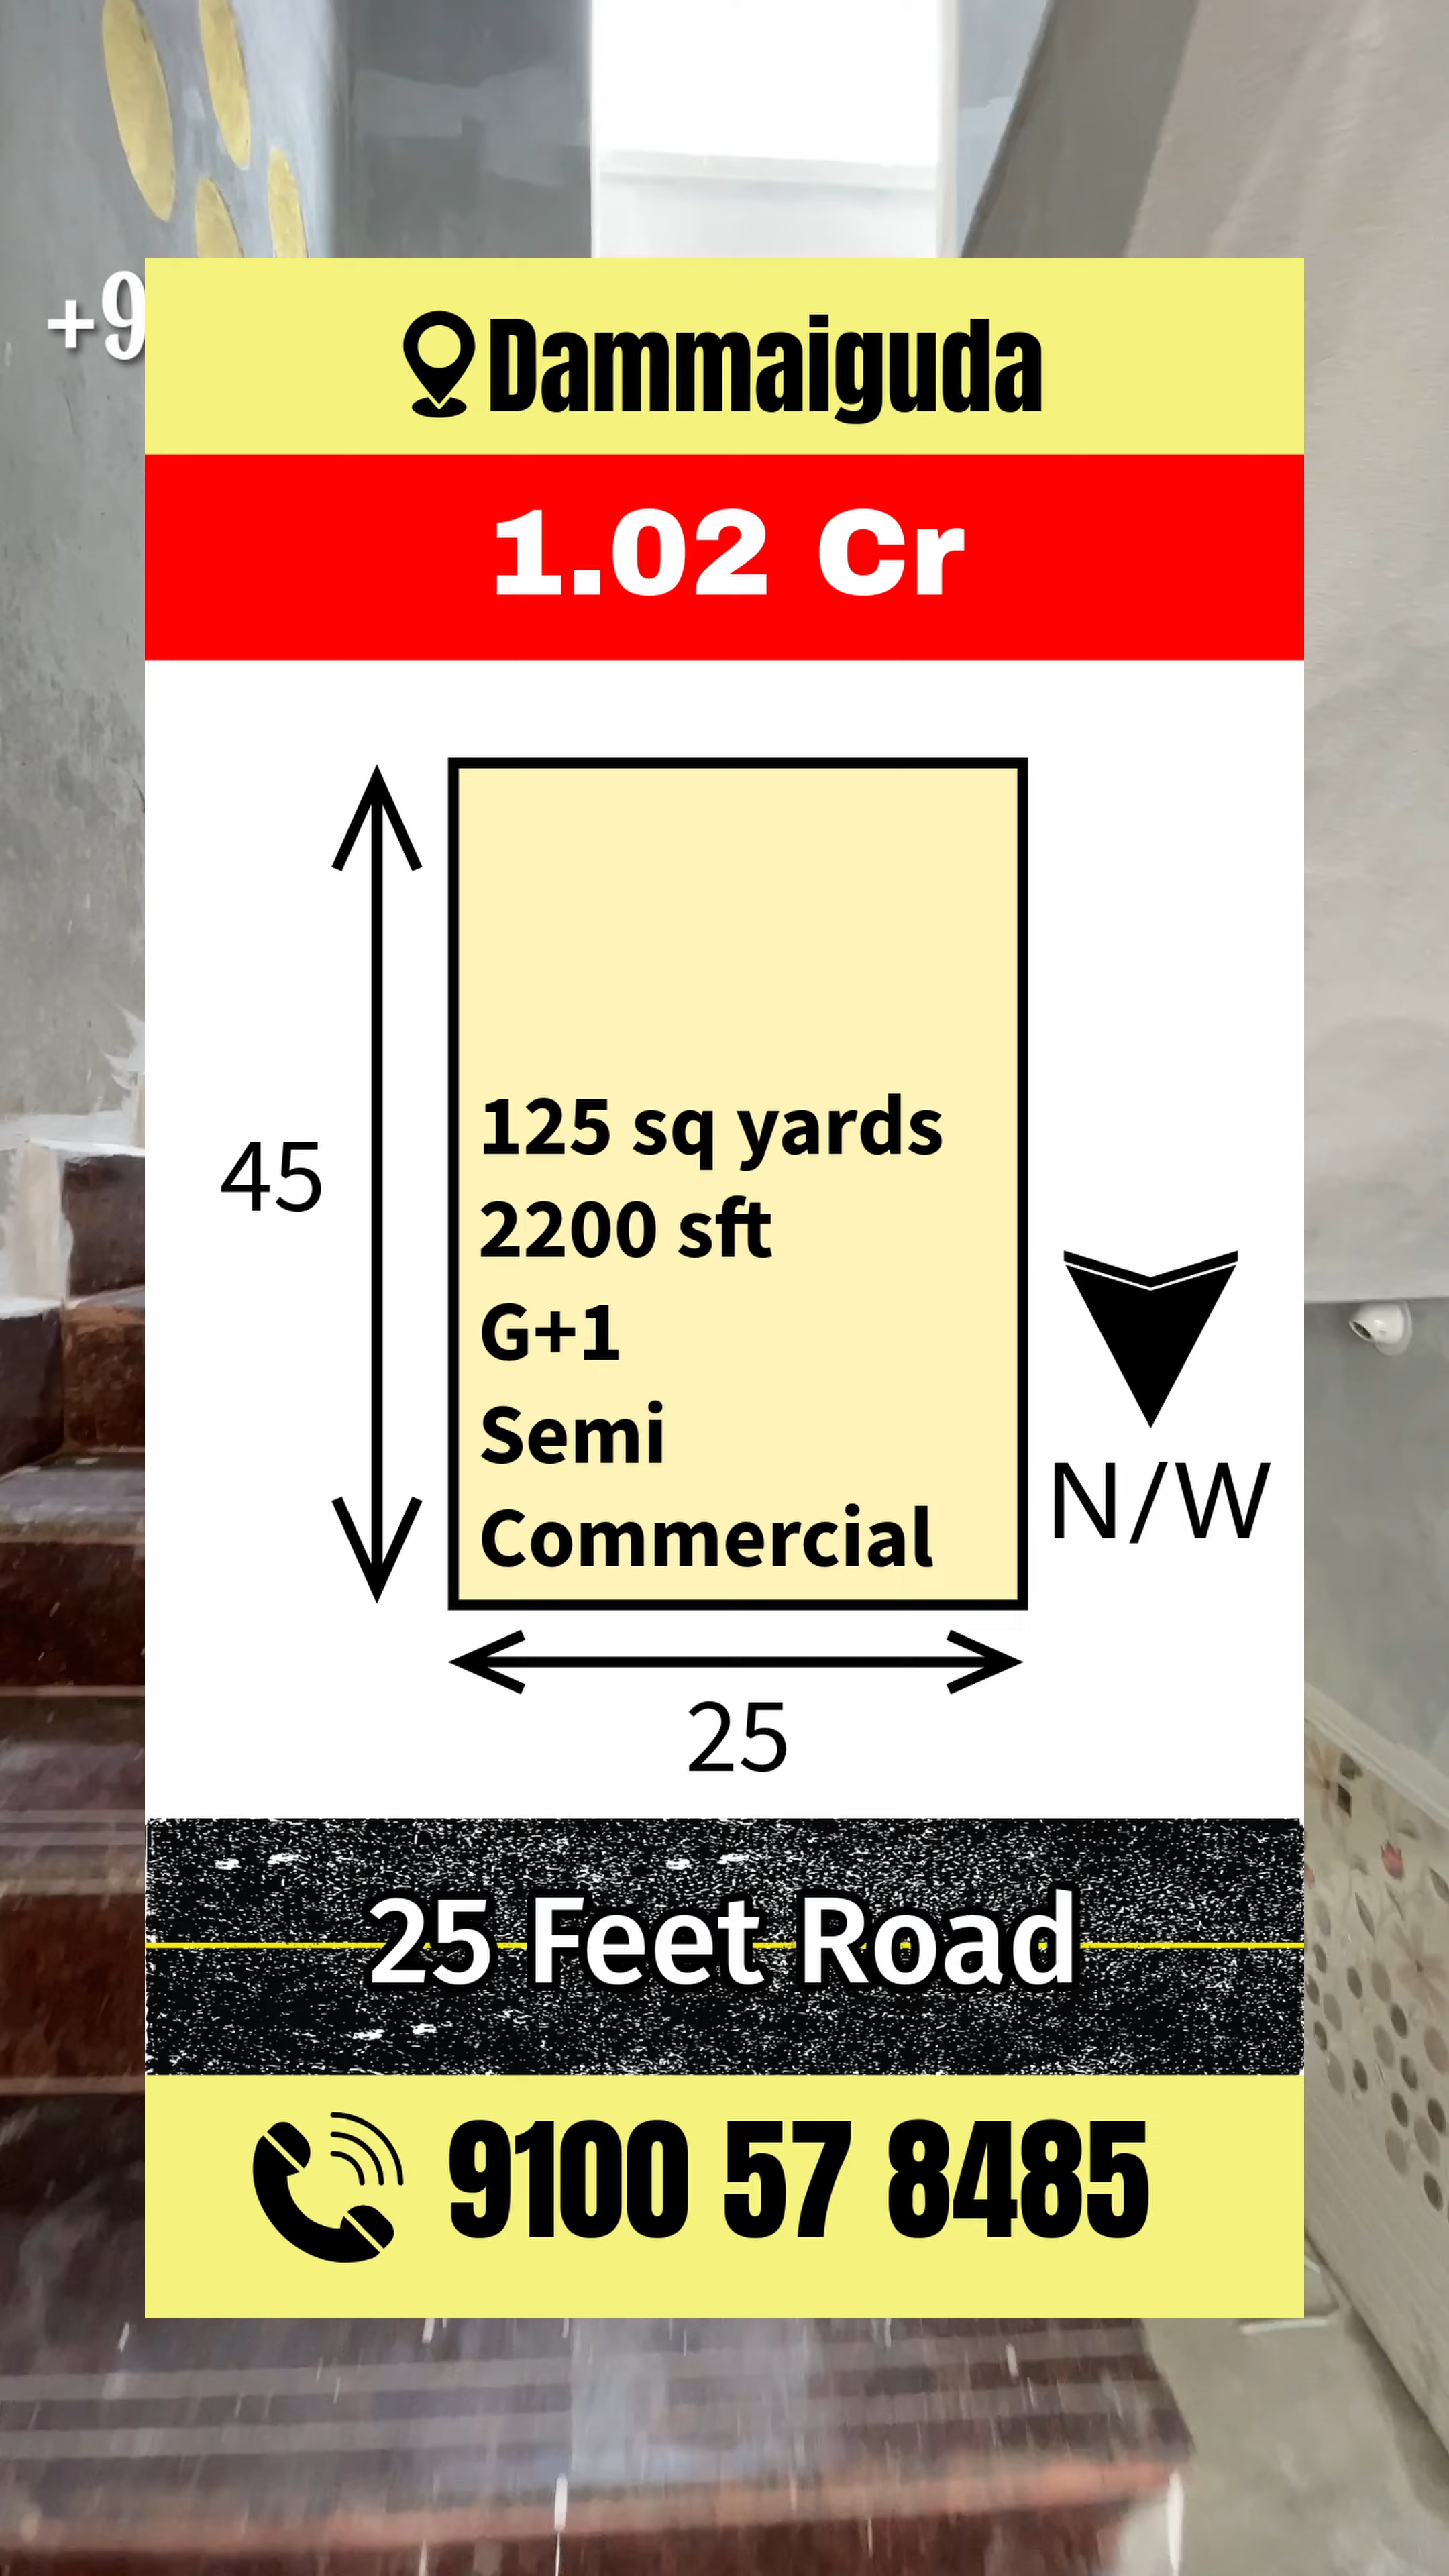 +9
Dammaiguda
1.02 Cr
125 sq yards
2200 sft
G+1
Semi
Commercial
45
N/W
25
25 Feet Road
9100 57 8485